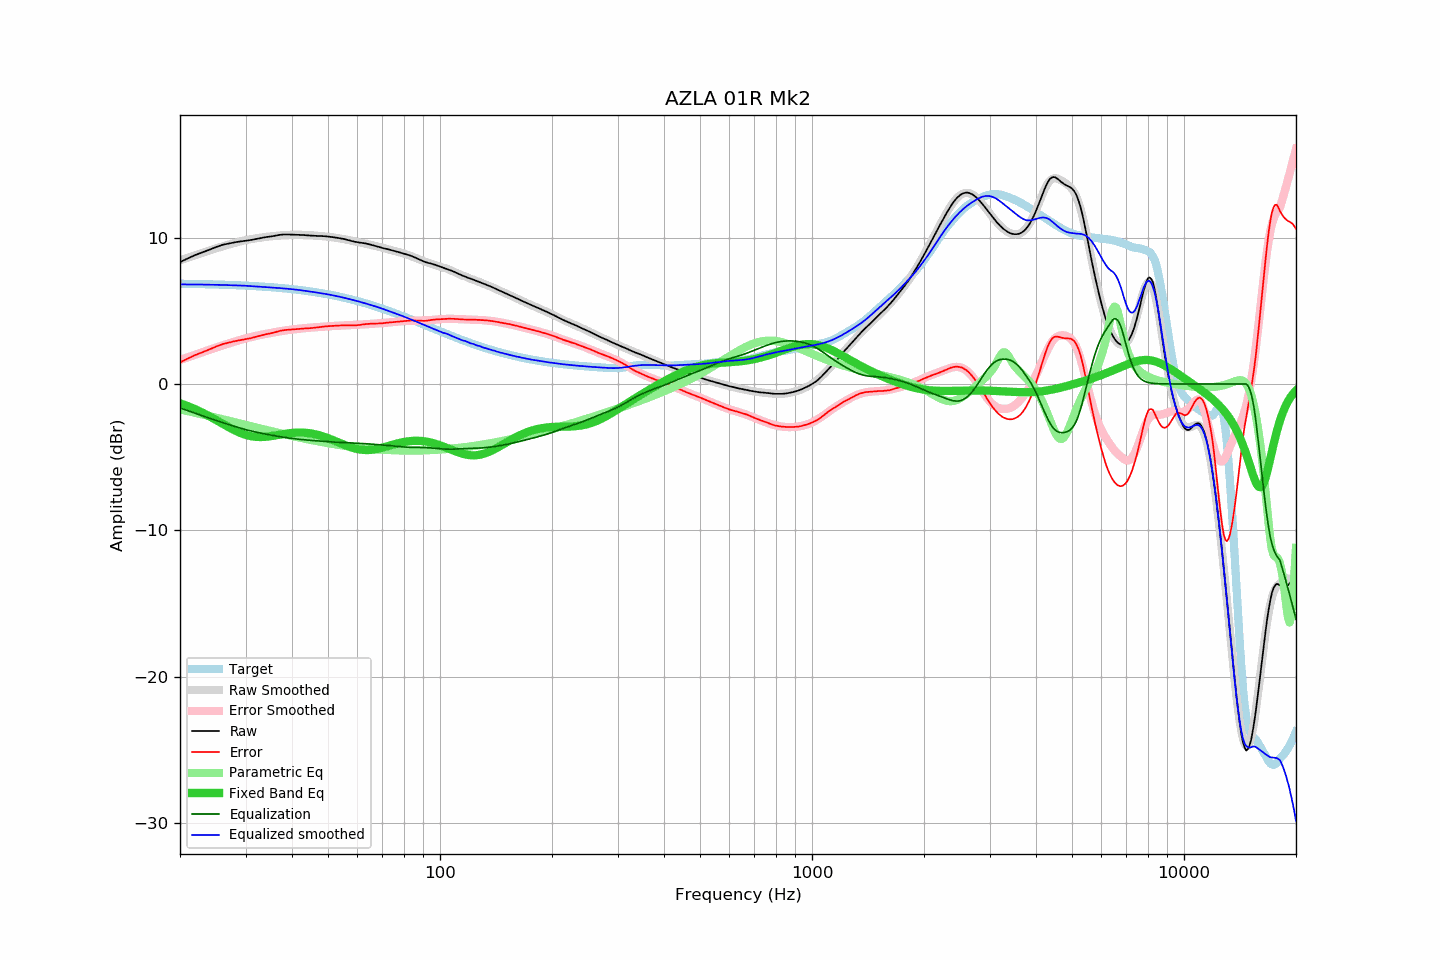 AZLA 01R Mk2
Amplitude (dBr)
10
0
−10
−20
−30
Target
Raw Smoothed
Error Smoothed
Raw
Error
Parametric Eq
Fixed Band Eq
Equalization
Equalized smoothed
100 1000 10000
Frequency (Hz)